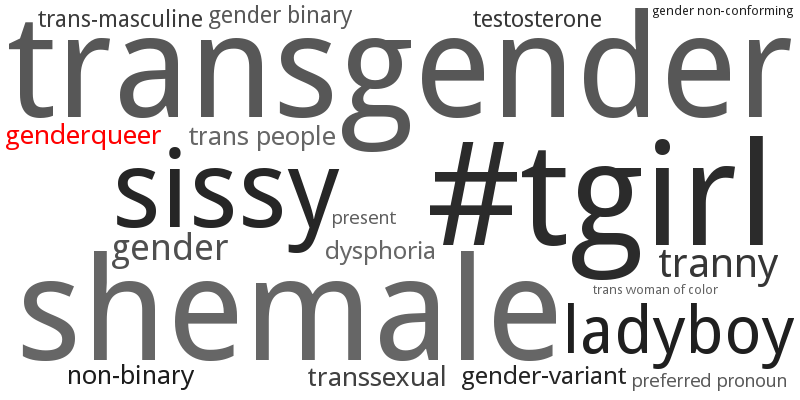 trans-masculine
gender binary
testosterone
gender non-conforming
transgender
genderqueer
trans people
sissy
#tgirl
present
gender
dysphoria
tranny
shemale
trans woman of color
ladyboy
non-binary
transsexual
gender-variant
preferred pronoun